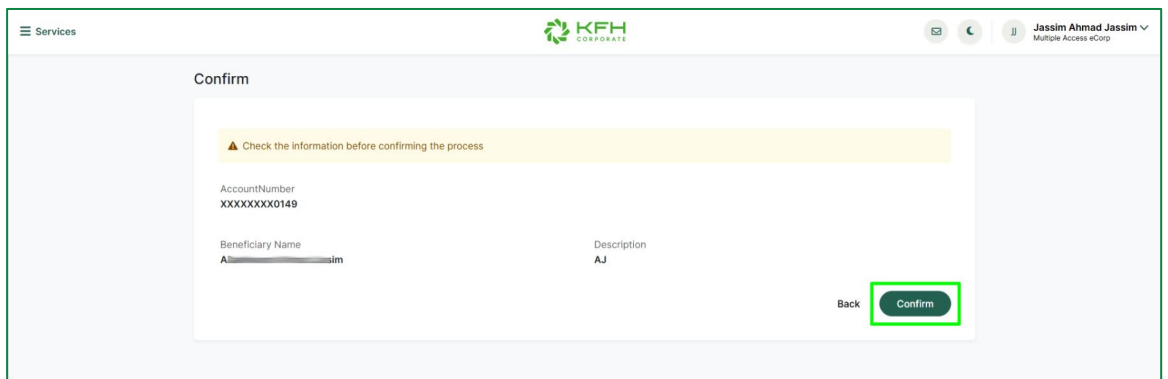 Services
KFH
CORPORATE
JJ
Jassim Ahmad Jassim
Multiple Access eCorp
Confirm
Check the information before confirming the process
AccountNumber
XXXXXXXX0149
Beneficiary Name
Description
AJ
Back
Confirm